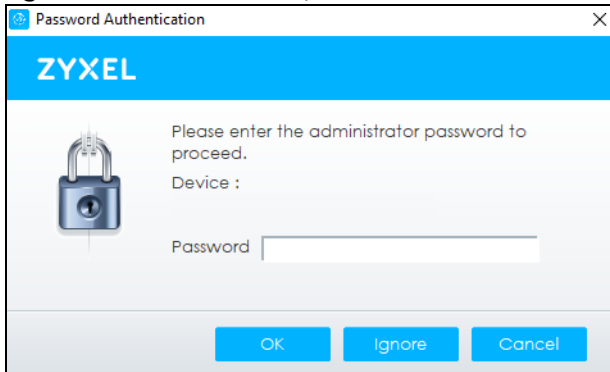 Password Authentication
ZYXEL
Please enter the administrator password to
proceed.
Device :
Password
OK Ignore Cancel